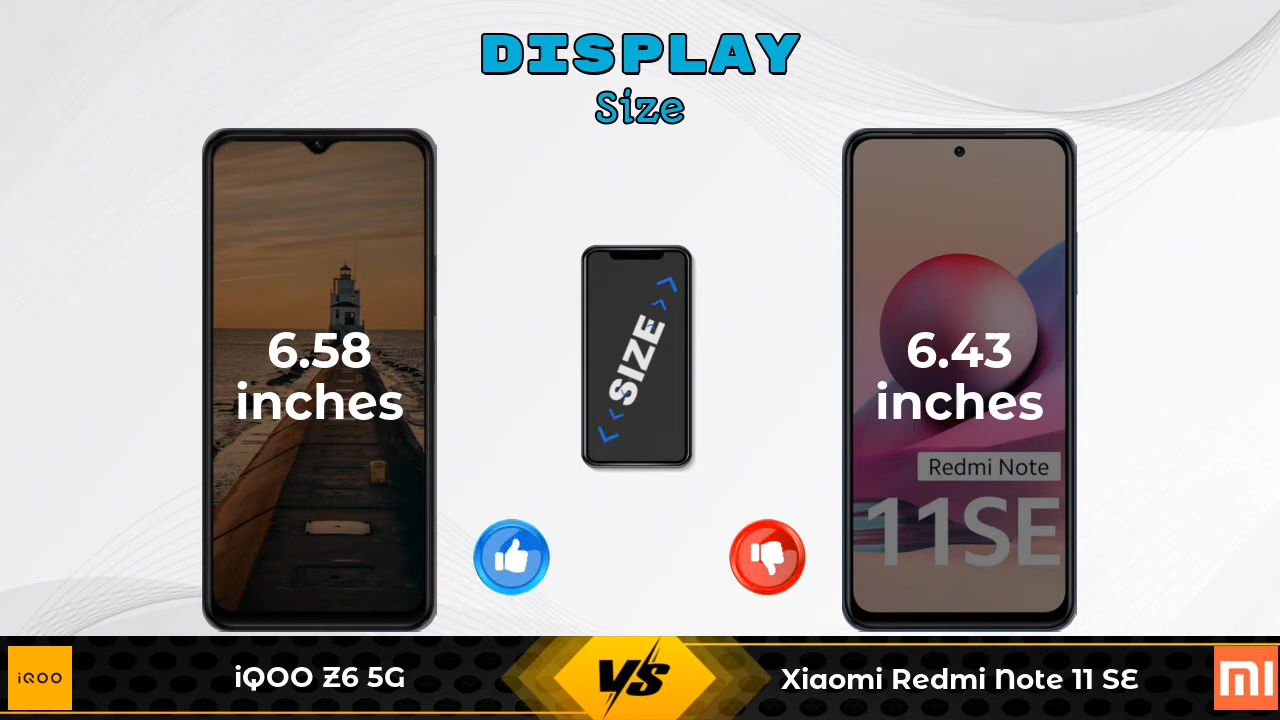 DISPLAY
Size
6.58
inches
SIZE
6.43
inches
Redmi Note
11SE
iQOO
iQOO Z6 5G
VS
Xiaomi Redmi Note 11 SE
mi